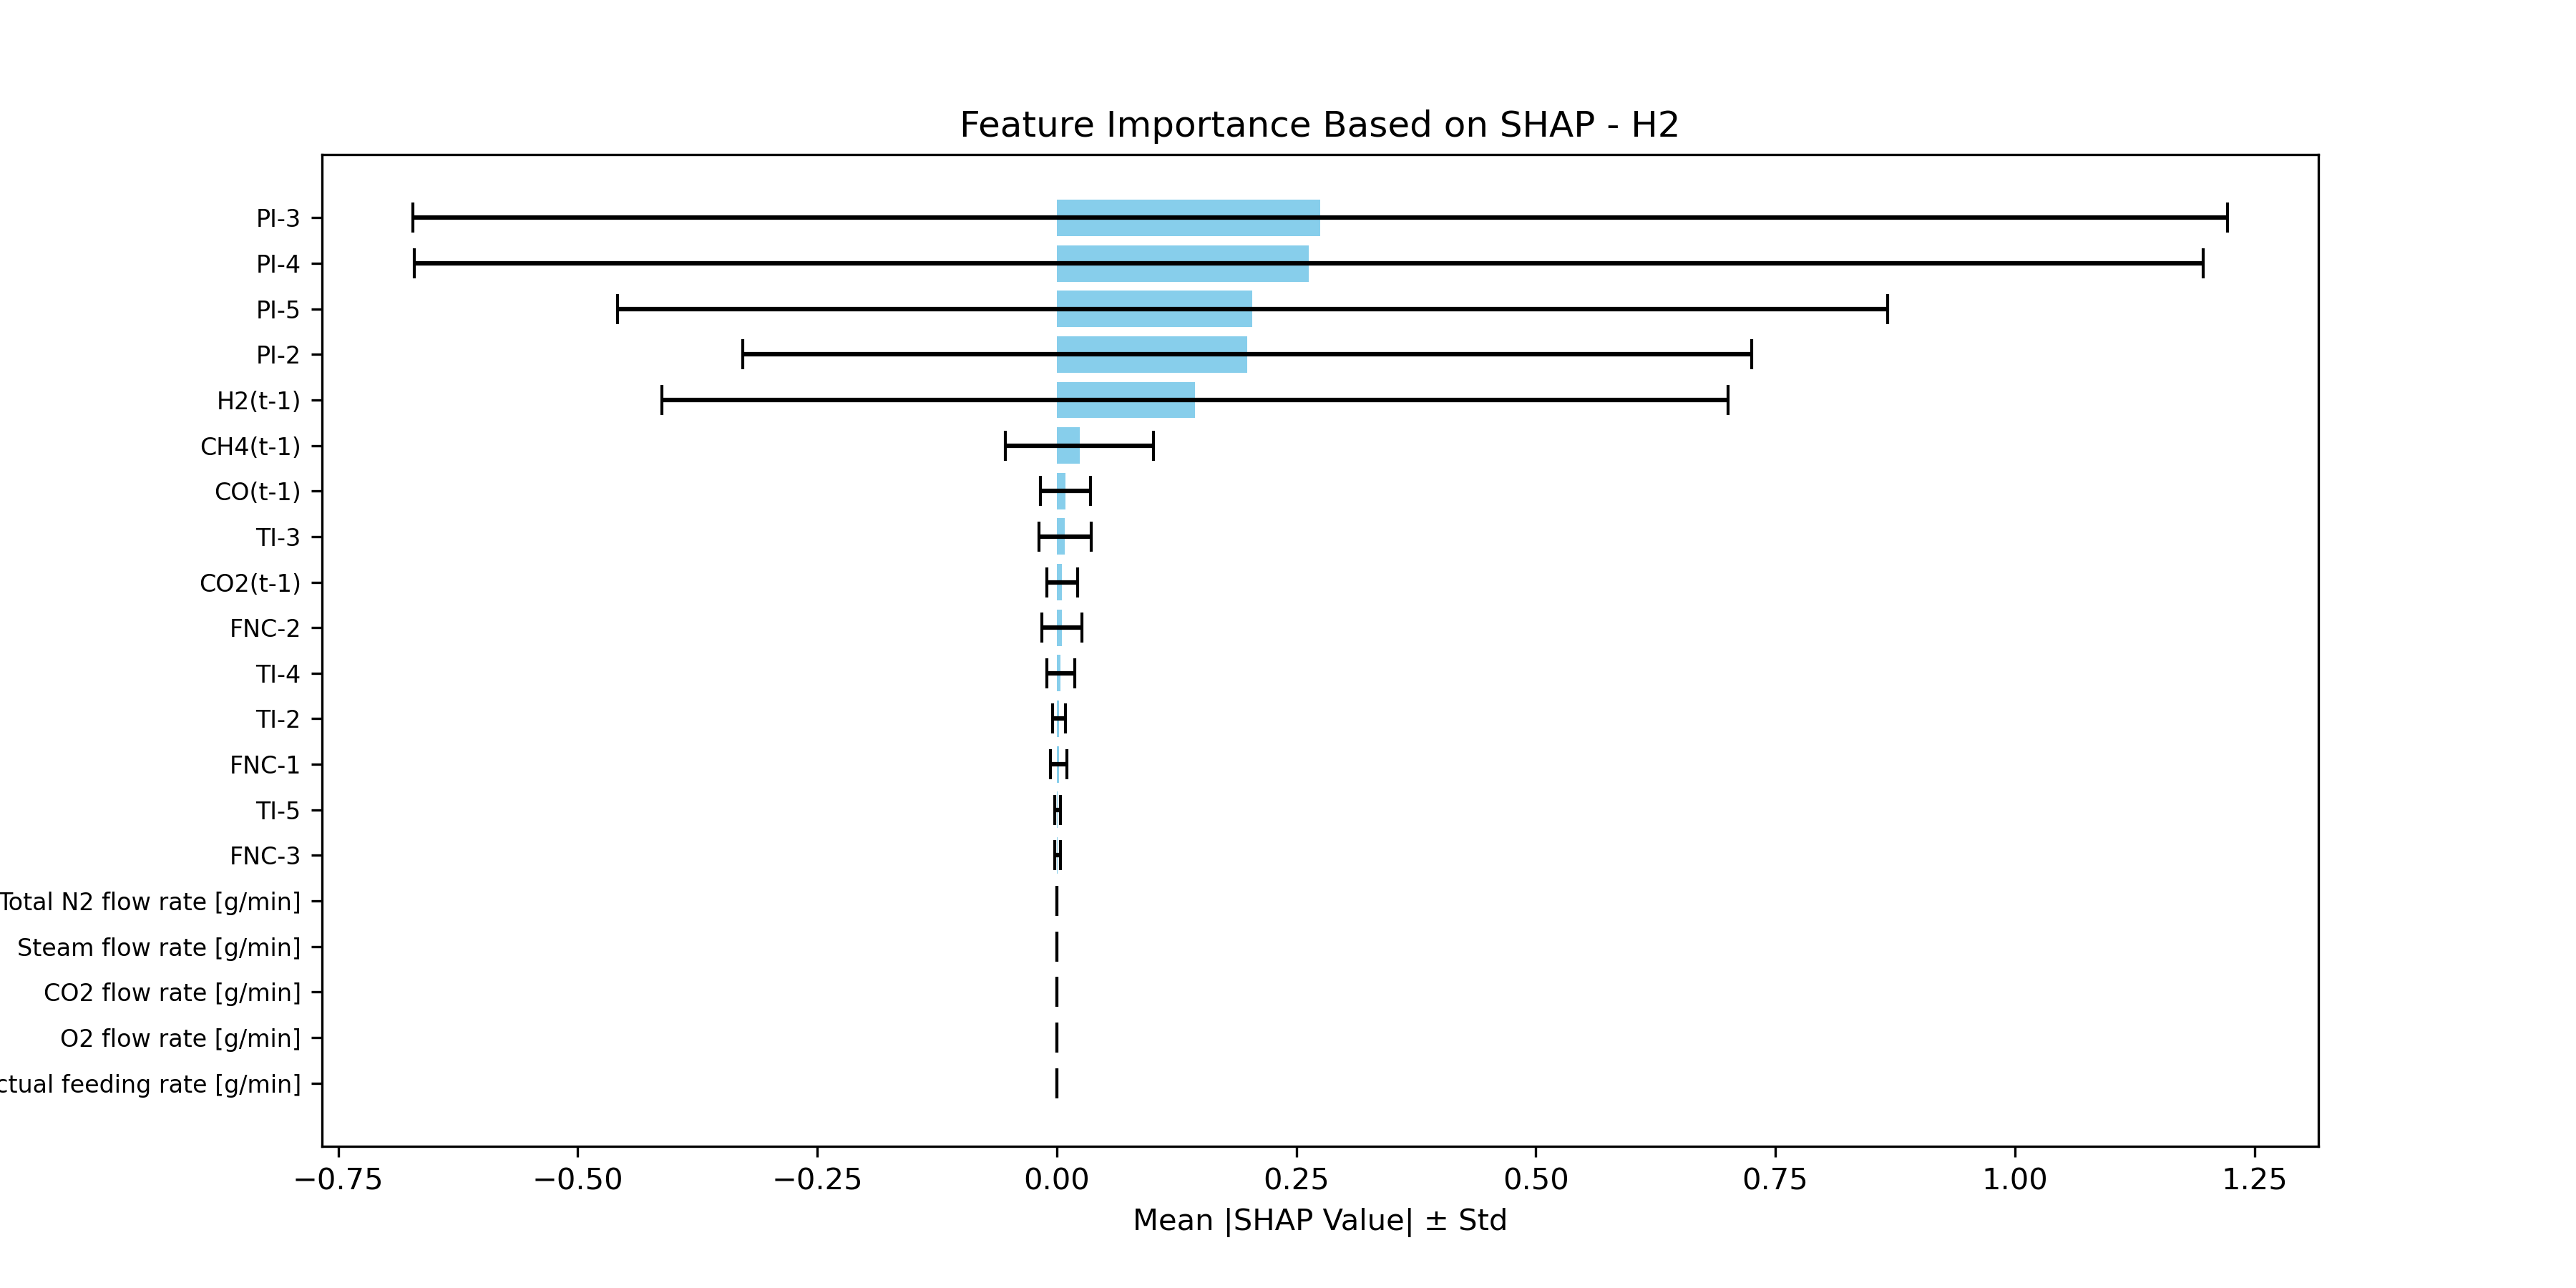 Feature Importance Based on SHAP - H2
PI-3
PI-4
PI-5
PI-2
H2(t-1)
CH4(t-1)
CO(t-1)
TI-3
CO2(t-1)
FNC-2
TI-4
TI-2
FNC-1
TI-5
FNC-3
Total N2 flow rate [g/min]
Steam flow rate [g/min]
CO2 flow rate [g/min]
O2 flow rate [g/min]
ctual feeding rate [g/min]
−0.75 −0.50 −0.25 0.00 0.25 0.50 0.75 1.00 1.25
Mean |SHAP Value| ± Std